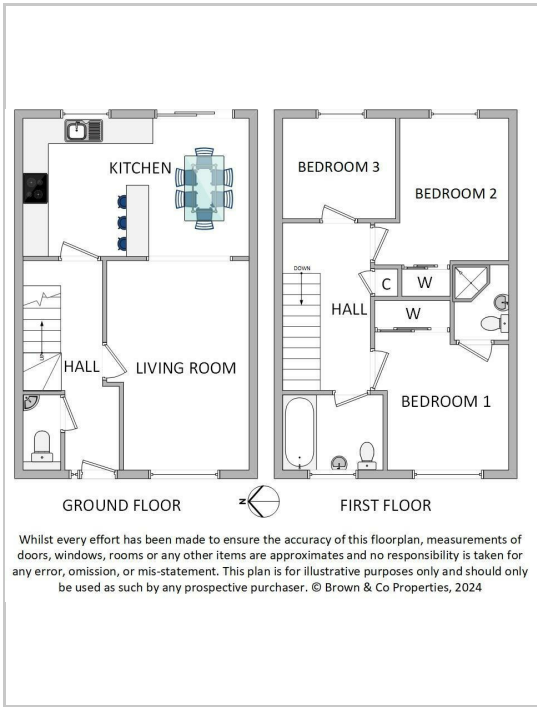 KITCHEN
BEDROOM 3
BEDROOM 2
DOWN
C
W
HALL
W
UP
HALL
LIVING ROOM
BEDROOM 1
GROUND FLOOR
N
FIRST FLOOR
Whilst every effort has been made to ensure the accuracy of this floorplan, measurements of
doors, windows, rooms or any other items are approximates and no responsibility is taken for
any error, omission, or mis-statement. This plan is for illustrative purposes only and should only
be used as such by any prospective purchaser. © Brown & Co Properties, 2024